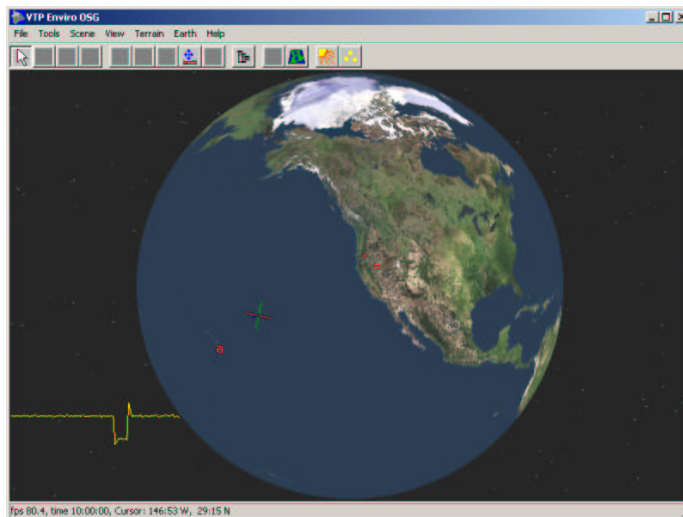 VTP Enviro OSG
File Tools Scene View Terrain Earth Help
fps 80.4, time 10:00:00, Cursor: 146:53 W, 29:15 N